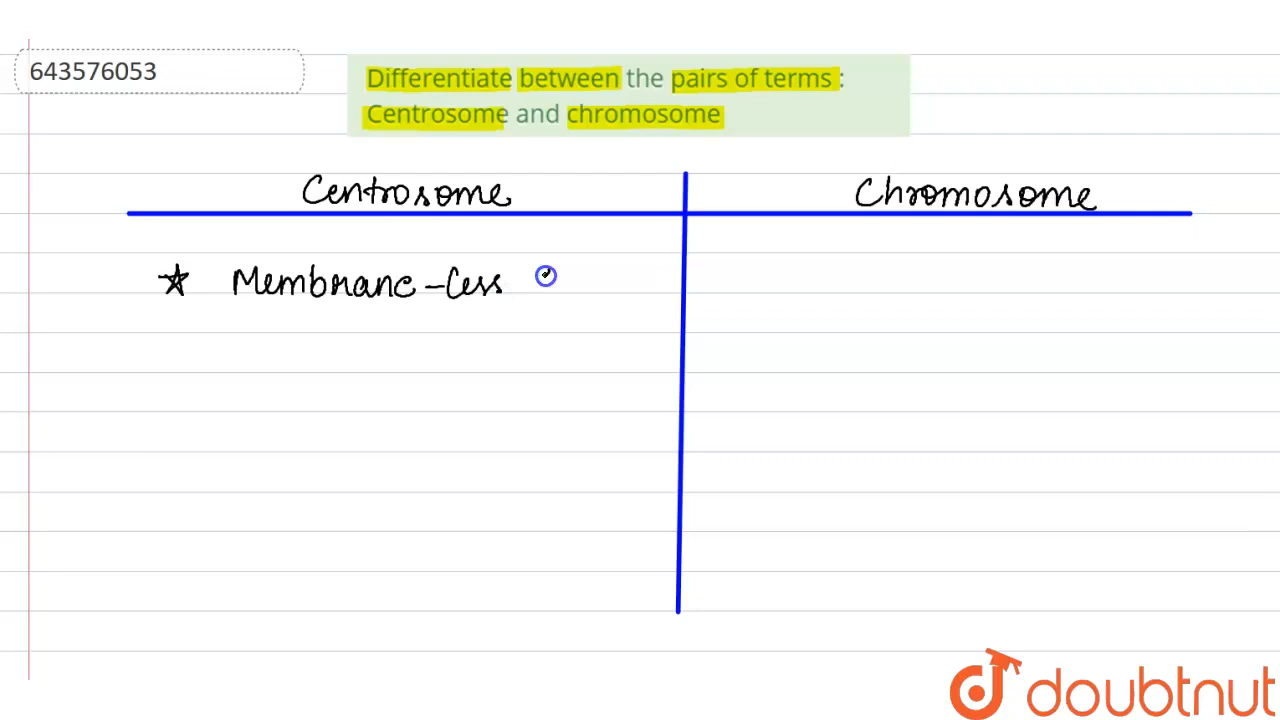 643576053
Differentiate between the pairs of terms :
Centrosome and chromosome
Centrosome
Chromosome
☆ Membrane-less
doubtnut